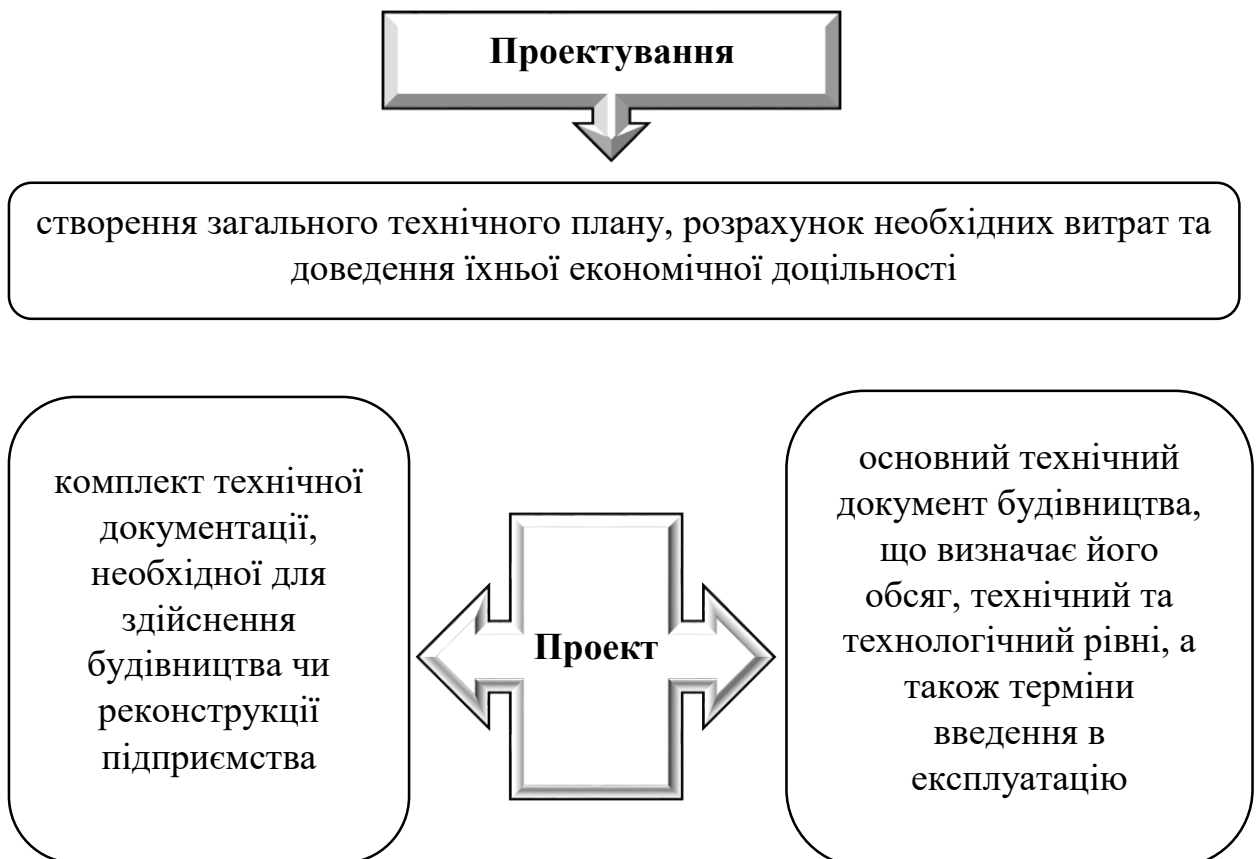 Проектування
створення загального технічного плану, розрахунок необхідних витрат та
доведення їхньої економічної доцільності
комплект технічної
документації,
необхідної для
здійснення
будівництва чи
реконструкції
підприємства
Проект
основний технічний
документ будівництва,
що визначає його
обсяг, технічний та
технологічний рівні, а
також терміни
введення в
експлуатацію